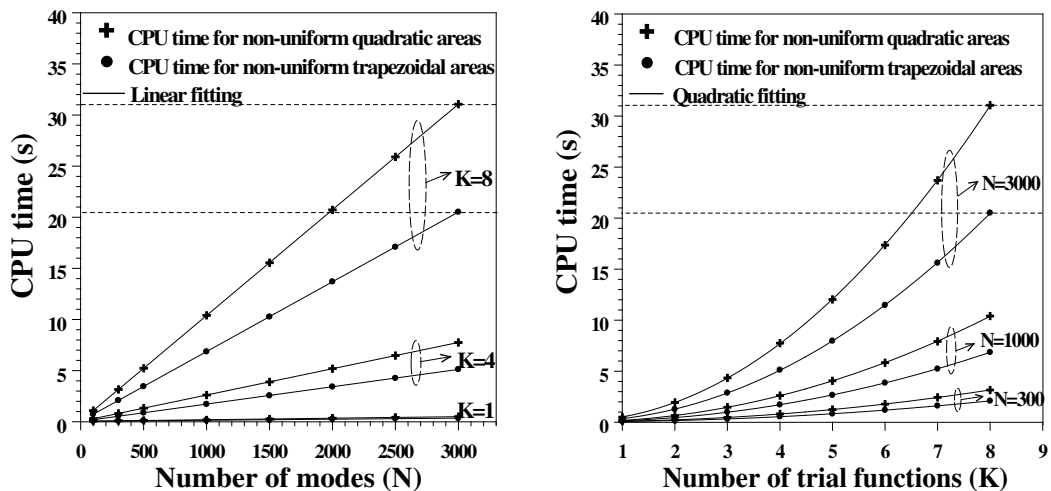 40
35
30
25
20
15
10
5
0
CPU time (s)
CPU time for non-uniform quadratic areas
CPU time for non-uniform trapezoidal areas
Linear fitting
K=8
K=4
K=1
0 500 1000 1500 2000 2500 3000
Number of modes (N)
40
35
30
25
20
15
10
5
0
CPU time (s)
CPU time for non-uniform quadratic areas
CPU time for non-uniform trapezoidal areas
Quadratic fitting
N=3000
N=1000
N=300
1 2 3 4 5 6 7 8 9
Number of trial functions (K)